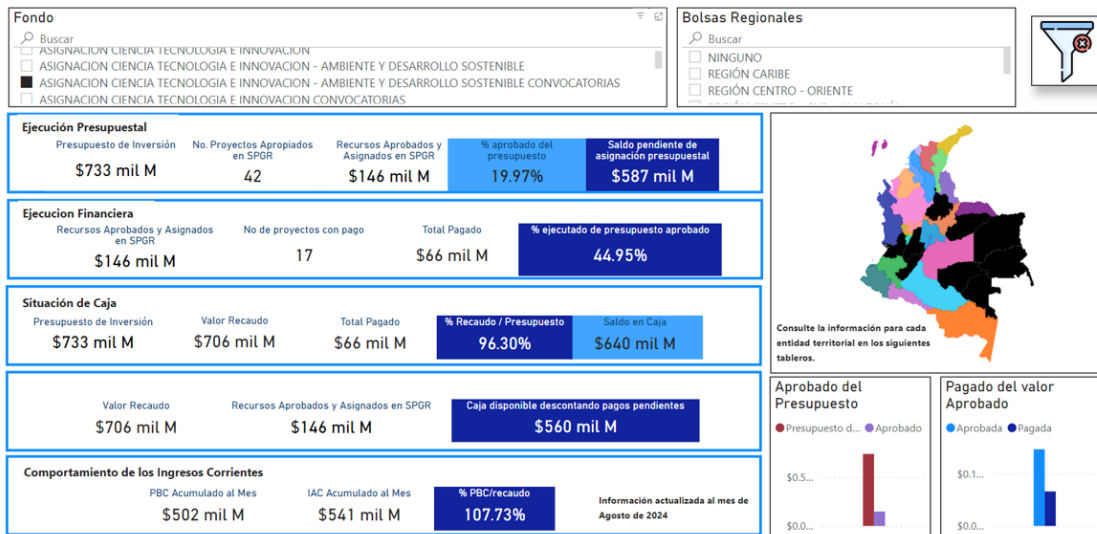 Fondo
Buscar
ASIGNACION CIENCIA TECNOLOGIA E INNOVACION
ASIGNACION CIENCIA TECNOLOGIA E INNOVACION - AMBIENTE Y DESARROLLO SOSTENIBLE
ASIGNACION CIENCIA TECNOLOGIA E INNOVACION - AMBIENTE Y DESARROLLO SOSTENIBLE CONVOCATORIAS
ASIGNACION CIENCIA TECNOLOGIA E INNOVACION CONVOCATORIAS
Bolsas Regionales
Buscar
NINGUNO
REGIÓN CARIBE
REGIÓN CENTRO - ORIENTE
Ejecución Presupuestal
Presupuesto de Inversión
$733 mil M
No. Proyectos Apropiados
en SPGR
42
Recursos Aprobados y
Asignados en SPGR
$146 mil M
% aprobado del
presupuesto
19.97%
Saldo pendiente de
asignación presupuestal
$587 mil M
Ejecucion Financiera
Recursos Aprobados y Asignados
en SPGR
$146 mil M
No de proyectos con pago
17
Total Pagado
$66 mil M
% ejecutado de presupuesto aprobado
44.95%
Situación de Caja
Presupuesto de Inversión
$733 mil M
Valor Recaudo
$706 mil M
Total Pagado
$66 mil M
% Recaudo / Presupuesto
96.30%
Saldo en Caja
$640 mil M
Valor Recaudo
$706 mil M
Recursos Aprobados y Asignados en SPGR
$146 mil M
Caja disponible descontando pagos pendientes
$560 mil M
Comportamiento de los Ingresos Corrientes
PBC Acumulado al Mes
$502 mil M
IAC Acumulado al Mes
$541 mil M
% PBC/recaudo
107.73%
Información actualizada al mes de
Agosto de 2024
Consulte la información para cada
entidad territorial en los siguientes
tableros.
Aprobado del
Presupuesto
Presupuesto d... Aprobado
$0.5...
$0.0...
Pagado del valor
Aprobado
Aprobada Pagada
$0.1...
$0.0...